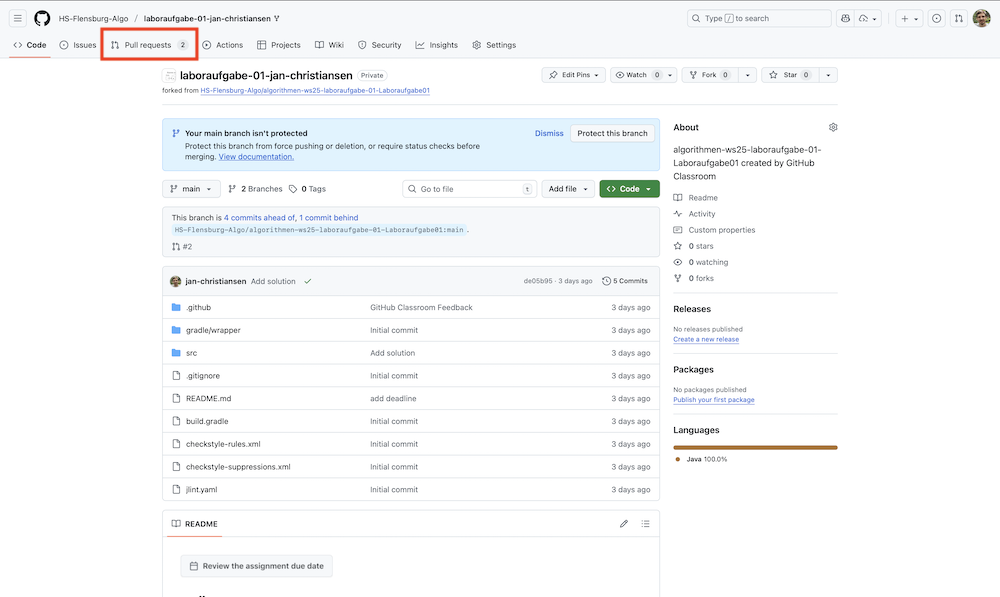 HS-Flensburg-Algo / laboraufgabe-01-jan-christiansen
Type / to search
Code
Issues
Pull requests 2
Actions
Projects
Wiki
Security
Insights
Settings
laboraufgabe-01-jan-christiansen Private
forked from HS-Flensburg-Algo/algorithmen-ws25-laboraufgabe-01-Laboraufgabe01
Edit Pins
Watch 0
Fork 0
Star 0
Your main branch isn't protected
Protect this branch from force pushing or deletion, or require status checks before
merging. View documentation.
Dismiss
Protect this branch
main
2 Branches
0 Tags
Go to file t
Add file
Code
This branch is 4 commits ahead of, 1 commit behind
HS-Flensburg-Algo/algorithmen-ws25-laboraufgabe-01-Laboraufgabe01:main .
#2
jan-christiansen Add solution de05b95 · 3 days ago 5 Commits
.github GitHub Classroom Feedback 3 days ago
gradle/wrapper Initial commit 3 days ago
src Add solution 3 days ago
.gitignore Initial commit 3 days ago
README.md add deadline 3 days ago
build.gradle Initial commit 3 days ago
checkstyle-rules.xml Initial commit 3 days ago
checkstyle-suppressions.xml Initial commit 3 days ago
jlint.yaml Initial commit 3 days ago
README
Review the assignment due date
About
algorithmen-ws25-laboraufgabe-01-
Laboraufgabe01 created by GitHub
Classroom
Readme
Activity
Custom properties
0 stars
0 watching
0 forks
Releases
No releases published
Create a new release
Packages
No packages published
Publish your first package
Languages
Java 100.0%